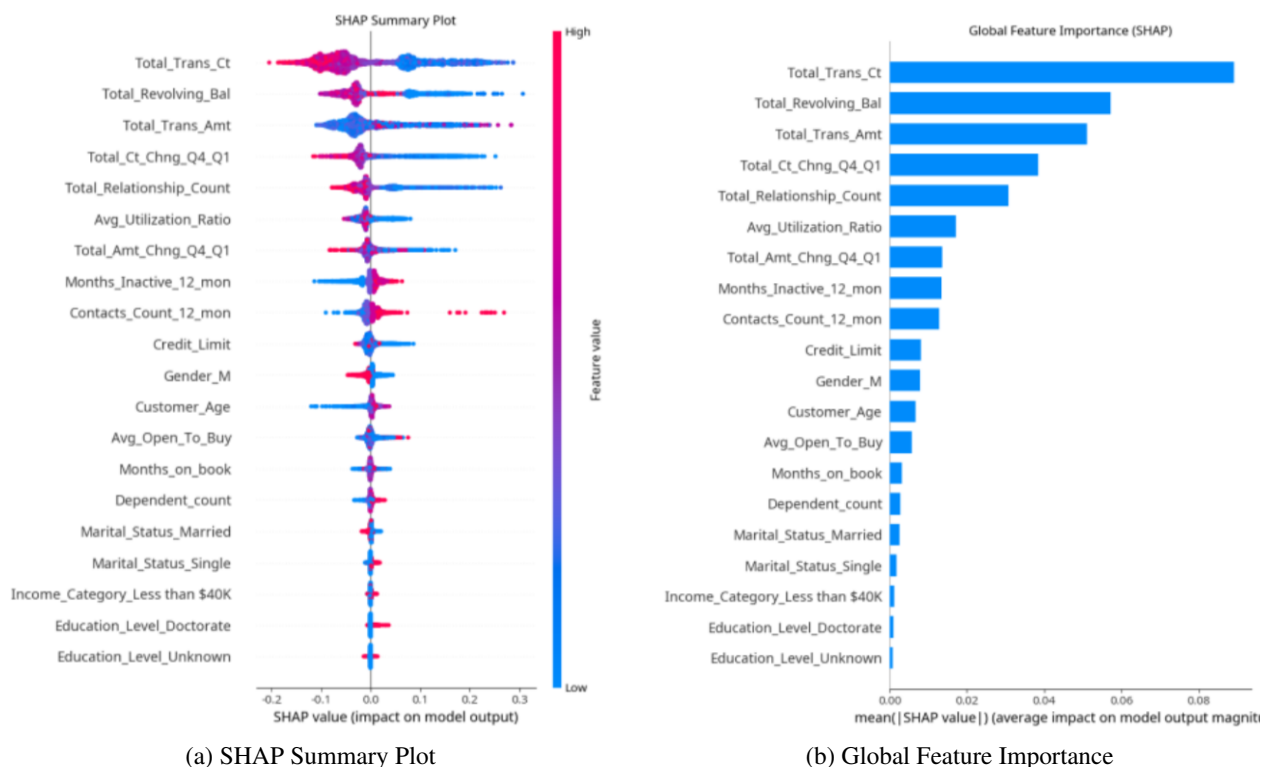 SHAP Summary Plot
High
Total_Trans_Ct
Total_Revolving_Bal
Total_Trans_Amt
Total_Ct_Chng_Q4_Q1
Total_Relationship_Count
Avg_Utilization_Ratio
Total_Amt_Chng_Q4_Q1
Months_Inactive_12_mon
Contacts_Count_12_mon
Credit_Limit
Gender_M
Customer_Age
Avg_Open_To_Buy
Months_on_book
Dependent_count
Marital_Status_Married
Marital_Status_Single
Income_Category_Less than $40K
Education_Level_Doctorate
Education_Level_Unknown
Feature value
Low
-0.2 -0.1 0.0 0.1 0.2 0.3
SHAP value (impact on model output)
(a) SHAP Summary Plot
Global Feature Importance (SHAP)
Total_Trans_Ct
Total_Revolving_Bal
Total_Trans_Amt
Total_Ct_Chng_Q4_Q1
Total_Relationship_Count
Avg_Utilization_Ratio
Total_Amt_Chng_Q4_Q1
Months_Inactive_12_mon
Contacts_Count_12_mon
Credit_Limit
Gender_M
Customer_Age
Avg_Open_To_Buy
Months_on_book
Dependent_count
Marital_Status_Married
Marital_Status_Single
Income_Category_Less than $40K
Education_Level_Doctorate
Education_Level_Unknown
0.00 0.02 0.04 0.06 0.08
mean(|SHAP value|) (average impact on model output magnit
(b) Global Feature Importance